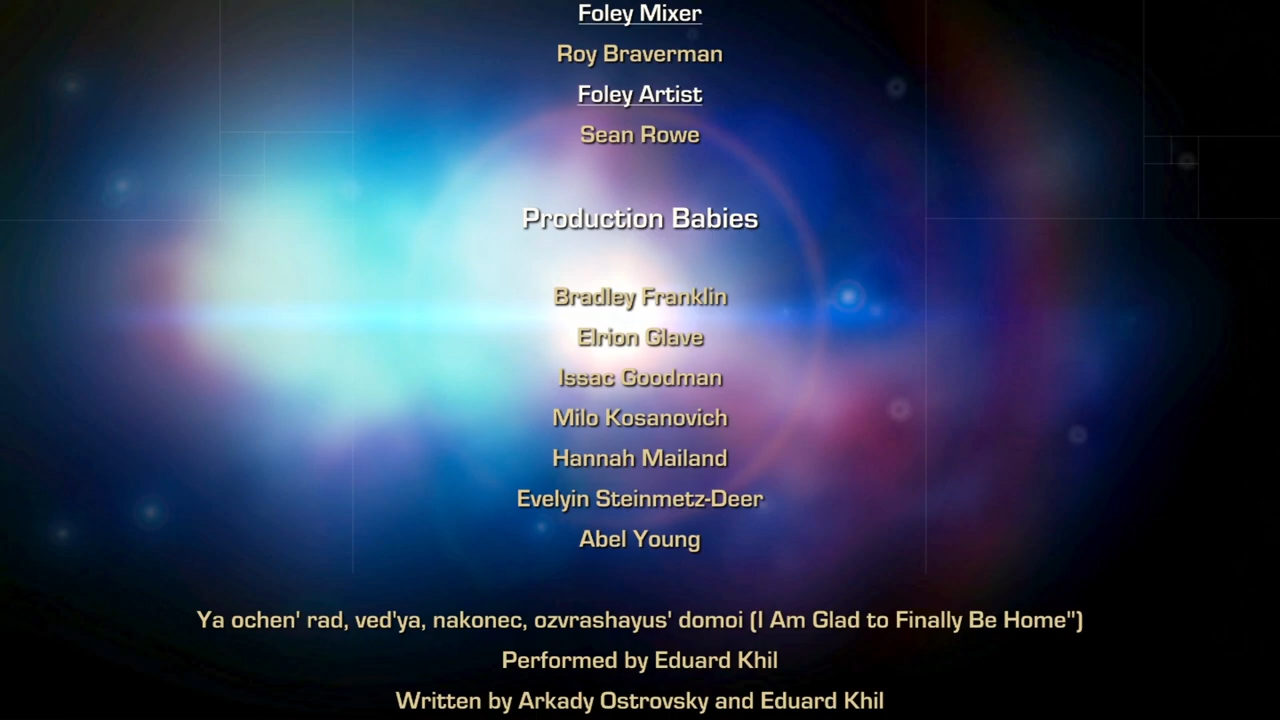 Foley Mixer
Roy Braverman
Foley Artist
Sean Rowe
Production Babies
Bradley Franklin
Elrion Glave
Issac Goodman
Milo Kosanovich
Hannah Mailand
Evelyin Steinmetz-Deer
Abel Young
Ya ochen' rad, ved'ya, nakonec, ozvrashayus' domoi (I Am Glad to Finally Be Home")
Performed by Eduard Khil
Written by Arkady Ostrovsky and Eduard Khil